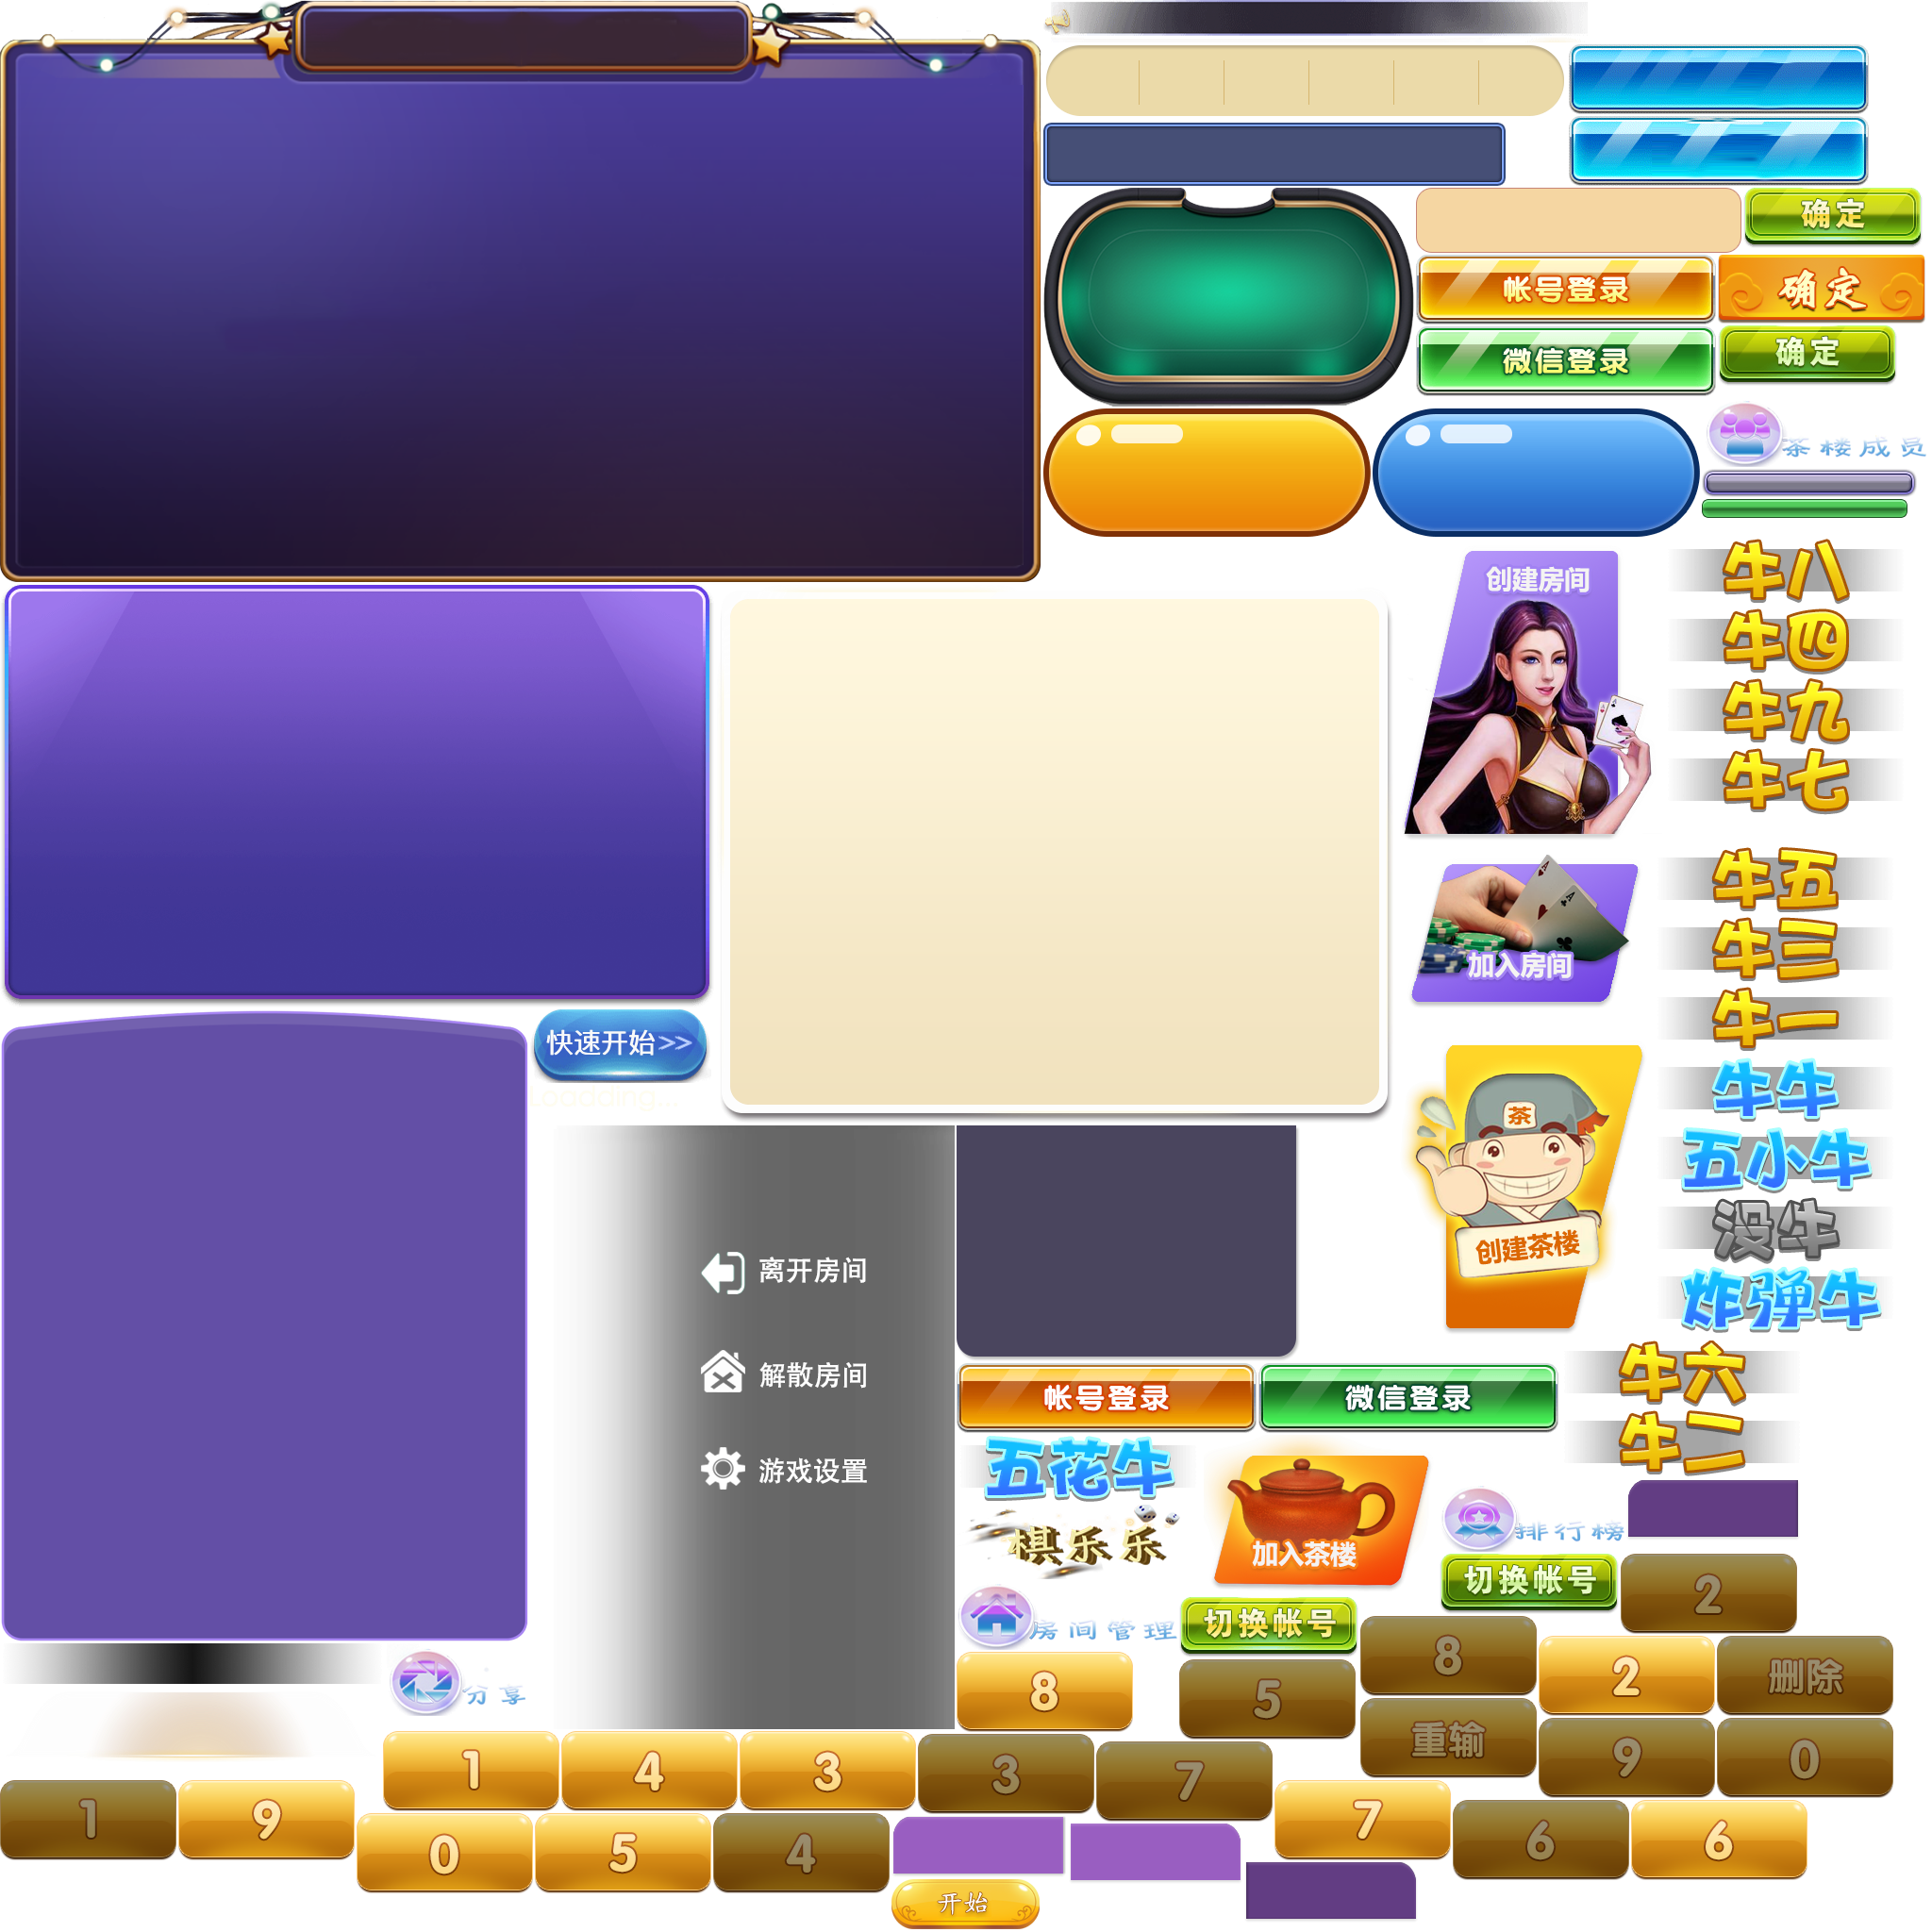 确定
帐号登录
确定
微信登录
确定
茶楼成员
创建房间
牛八
牛四
牛九
牛七
牛五
加入房间
牛三
牛一
快速开始>>
牛牛
Loadding...
茶
五小牛
创建茶楼
没牛
离开房间
炸弹牛
解散房间
牛六
帐号登录
微信登录
牛二
五花牛
游戏设置
棋乐乐
加入茶楼
排行榜
切换帐号
2
房间管理
切换帐号
8
分享
8
5
2
删除
重输
1
4
3
3
7
9
0
1
9
7
0
5
4
6
6
开始